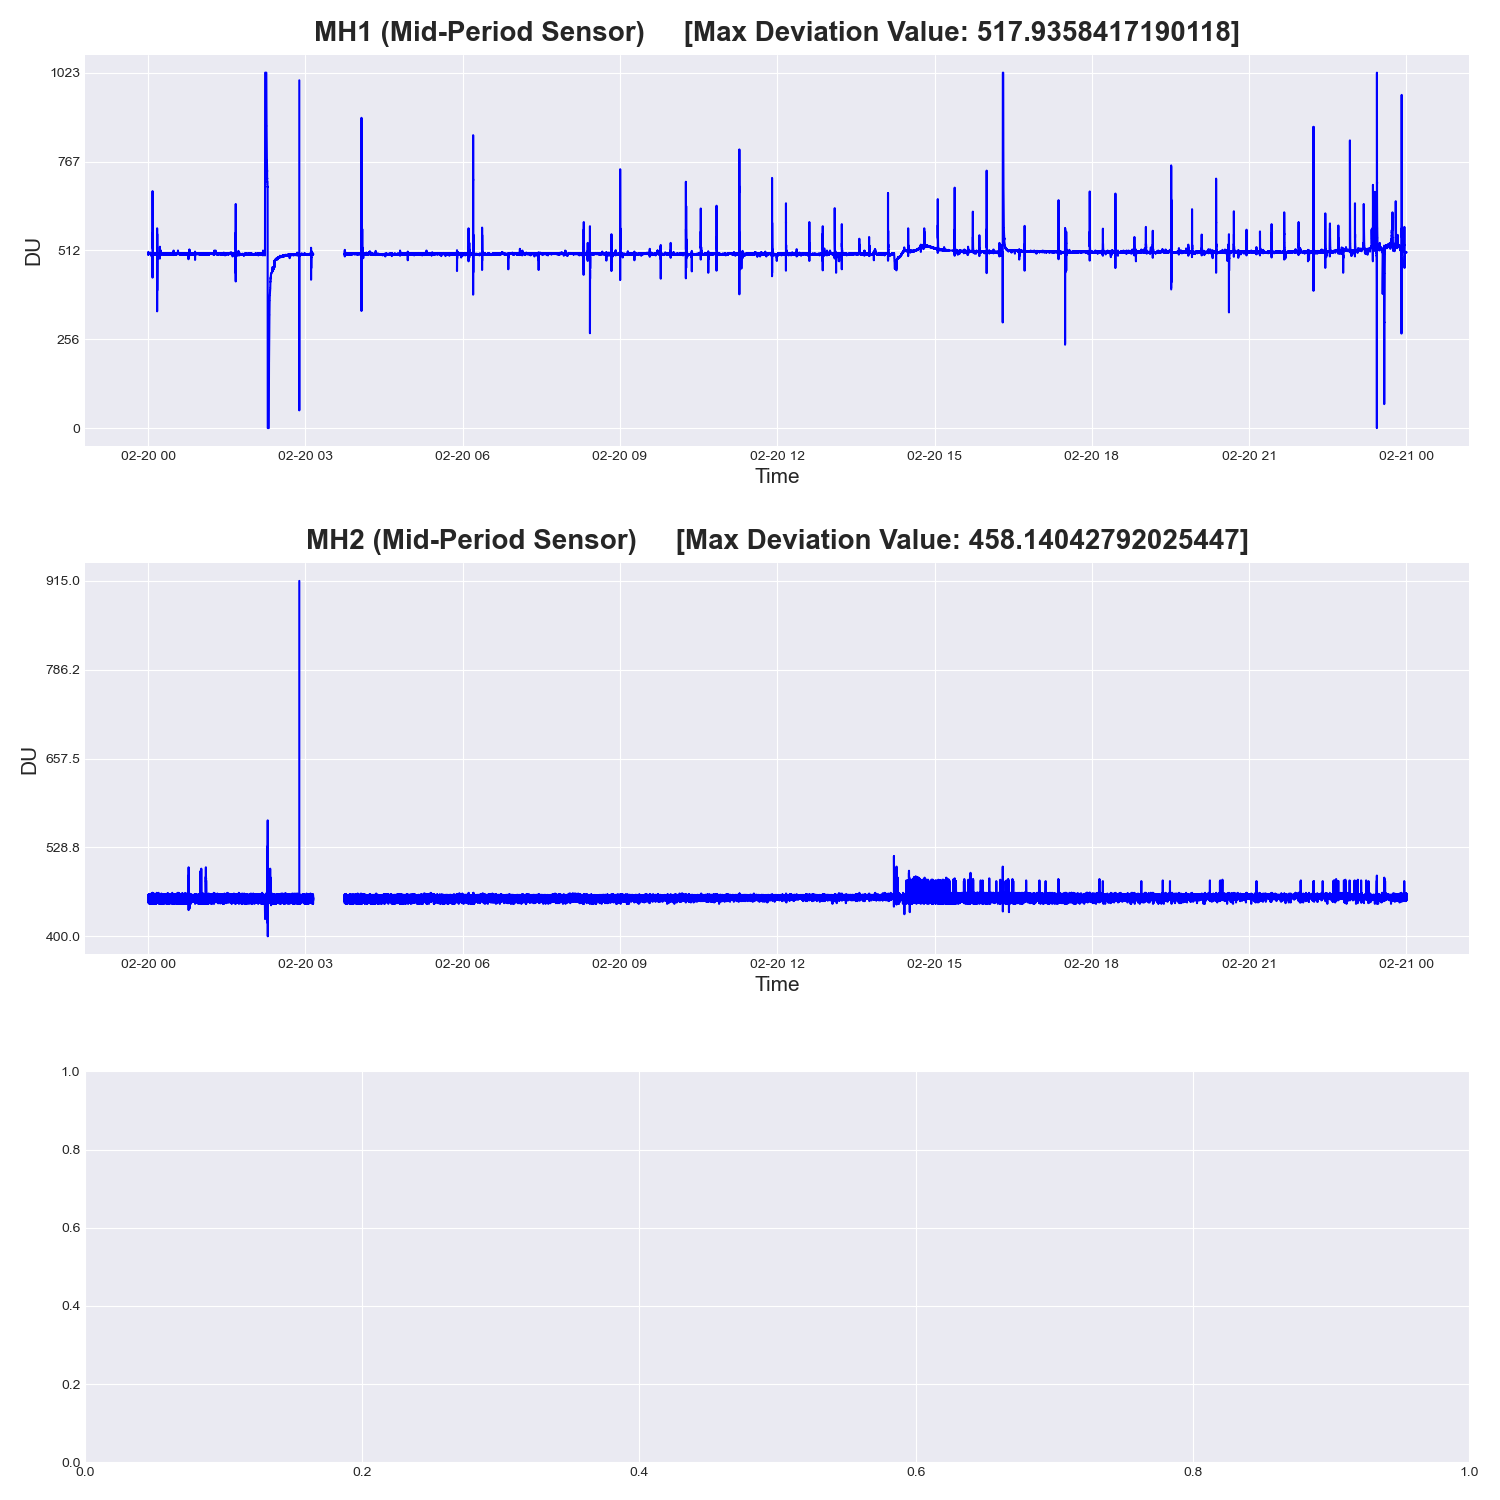 MH1 (Mid-Period Sensor) [Max Deviation Value: 517.9358417190118]
1023
767
512
256
0
DU
02-20 00 02-20 03 02-20 06 02-20 09 02-20 12 02-20 15 02-20 18 02-20 21 02-21 00
Time
MH2 (Mid-Period Sensor) [Max Deviation Value: 458.14042792025447]
915.0
786.2
657.5
528.8
400.0
DU
02-20 00 02-20 03 02-20 06 02-20 09 02-20 12 02-20 15 02-20 18 02-20 21 02-21 00
Time
1.0
0.8
0.6
0.4
0.2
0.0
0.0 0.2 0.4 0.6 0.8 1.0